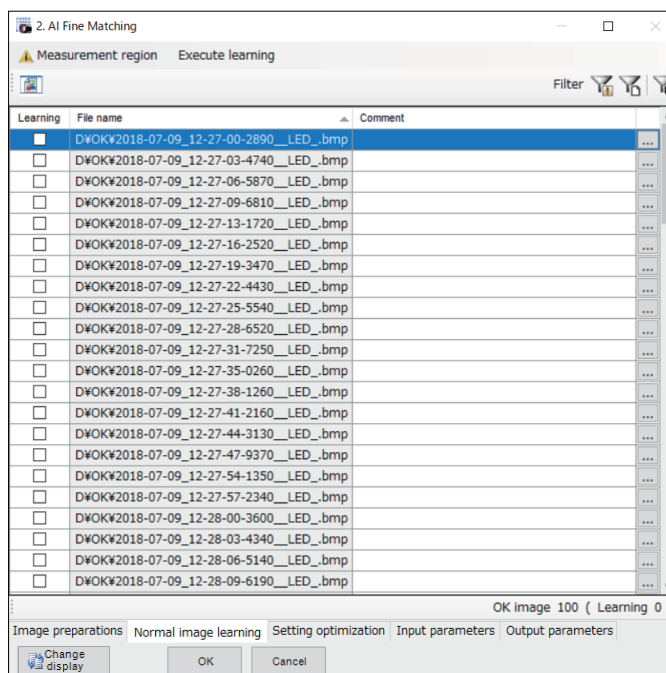 2. AI Fine Matching
Measurement region Execute learning
Filter
Learning File name Comment
D¥OK¥2018-07-09_12-27-00-2890__LED_.bmp ...
D¥OK¥2018-07-09_12-27-03-4740__LED_.bmp ...
D¥OK¥2018-07-09_12-27-06-5870__LED_.bmp ...
D¥OK¥2018-07-09_12-27-09-6810__LED_.bmp ...
D¥OK¥2018-07-09_12-27-13-1720__LED_.bmp ...
D¥OK¥2018-07-09_12-27-16-2520__LED_.bmp ...
D¥OK¥2018-07-09_12-27-19-3470__LED_.bmp ...
D¥OK¥2018-07-09_12-27-22-4430__LED_.bmp ...
D¥OK¥2018-07-09_12-27-25-5540__LED_.bmp ...
D¥OK¥2018-07-09_12-27-28-6520__LED_.bmp ...
D¥OK¥2018-07-09_12-27-31-7250__LED_.bmp ...
D¥OK¥2018-07-09_12-27-35-0260__LED_.bmp ...
D¥OK¥2018-07-09_12-27-38-1260__LED_.bmp ...
D¥OK¥2018-07-09_12-27-41-2160__LED_.bmp ...
D¥OK¥2018-07-09_12-27-44-3130__LED_.bmp ...
D¥OK¥2018-07-09_12-27-47-9370__LED_.bmp ...
D¥OK¥2018-07-09_12-27-54-1350__LED_.bmp ...
D¥OK¥2018-07-09_12-27-57-2340__LED_.bmp ...
D¥OK¥2018-07-09_12-28-00-3600__LED_.bmp ...
D¥OK¥2018-07-09_12-28-03-4340__LED_.bmp ...
D¥OK¥2018-07-09_12-28-06-5140__LED_.bmp ...
D¥OK¥2018-07-09_12-28-09-6190__LED_.bmp ...
OK image 100 ( Learning 0
Image preparations Normal image learning Setting optimization Input parameters Output parameters
Change
display
OK Cancel